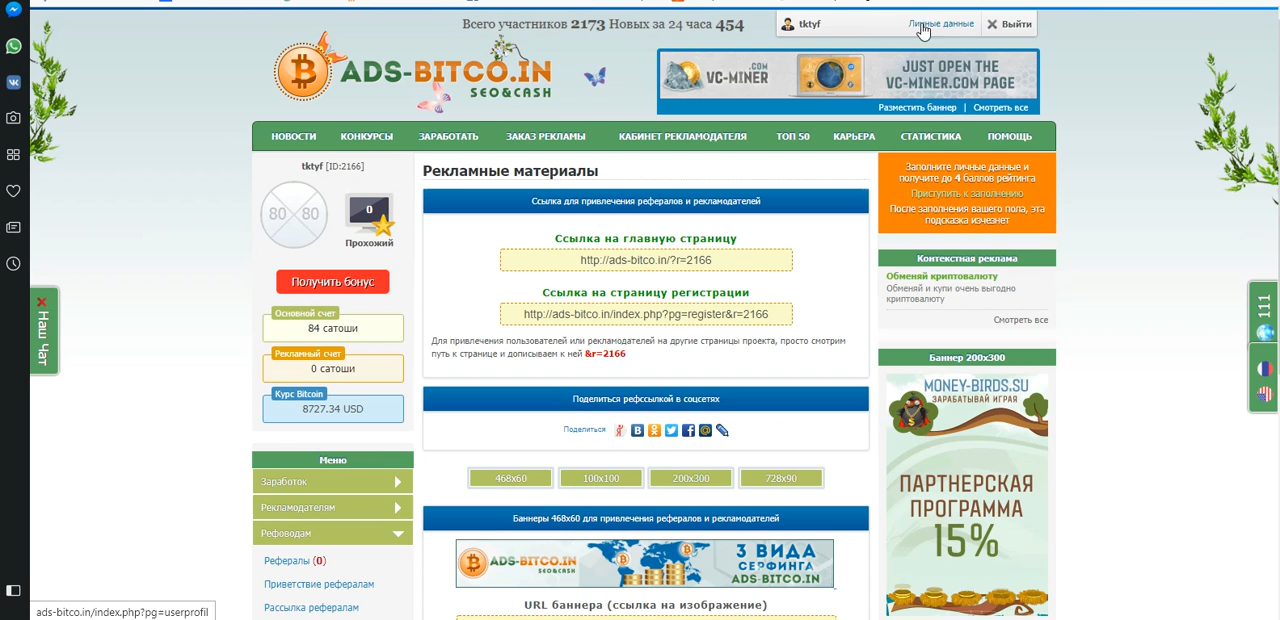 Всего участников 2173 Новых за 24 часа 454
tktyf
Личные данные
Выйти
ADS-BITCO.IN
SEO&CASH
VC-MINER .COM
JUST OPEN THE
VC-MINER.COM PAGE
Разместить баннер | Смотреть все
НОВОСТИ КОНКУРСЫ ЗАРАБОТАТЬ ЗАКАЗ РЕКЛАМЫ КАБИНЕТ РЕКЛАМОДАТЕЛЯ ТОП 50 КАРЬЕРА СТАТИСТИКА ПОМОЩЬ
tktyf [ID:2166]
80 80
0
Прохожий
Получить бонус
Основной счет
84 сатоши
Рекламный счет
0 сатоши
Курс Bitcoin
8727.34 USD
Меню
Заработок
Рекламодателям
Рефоводам
Рефералы (0)
Приветствие рефералам
Рассылка рефералам
Рекламные материалы
Ссылка для привлечения рефералов и рекламодателей
Ссылка на главную страницу
http://ads-bitco.in/?r=2166
Ссылка на страницу регистрации
http://ads-bitco.in/index.php?pg=register&r=2166
Для привлечения пользователей или рекламодателей на другие страницы проекта, просто смотрим
путь к странице и дописываем к ней &r=2166
Поделиться рефссылкой в соцсетях
Поделиться
468x60 100x100 200x300 728x90
Баннеры 468x60 для привлечения рефералов и рекламодателей
ADS-BITCO.IN
SEO&CASH
3 ВИДА
СЕРФИНГА
ADS-BITCO.IN
URL баннера (ссылка на изображение)
Заполните личные данные и
получите до 4 баллов рейтинга
Приступить к заполнению
После заполнения вашего пола, эта
подсказка изчезнет
Контекстная реклама
Обменяй криптовалюту
Обменяй и купи очень выгодно
криптовалюту
Смотреть все
Баннер 200x300
MONEY-BIRDS.SU
ЗАРАБАТЫВАЙ ИГРАЯ
ПАРТНЕРСКАЯ
ПРОГРАММА
15%
Наш Чат
111
ads-bitco.in/index.php?pg=userprofil